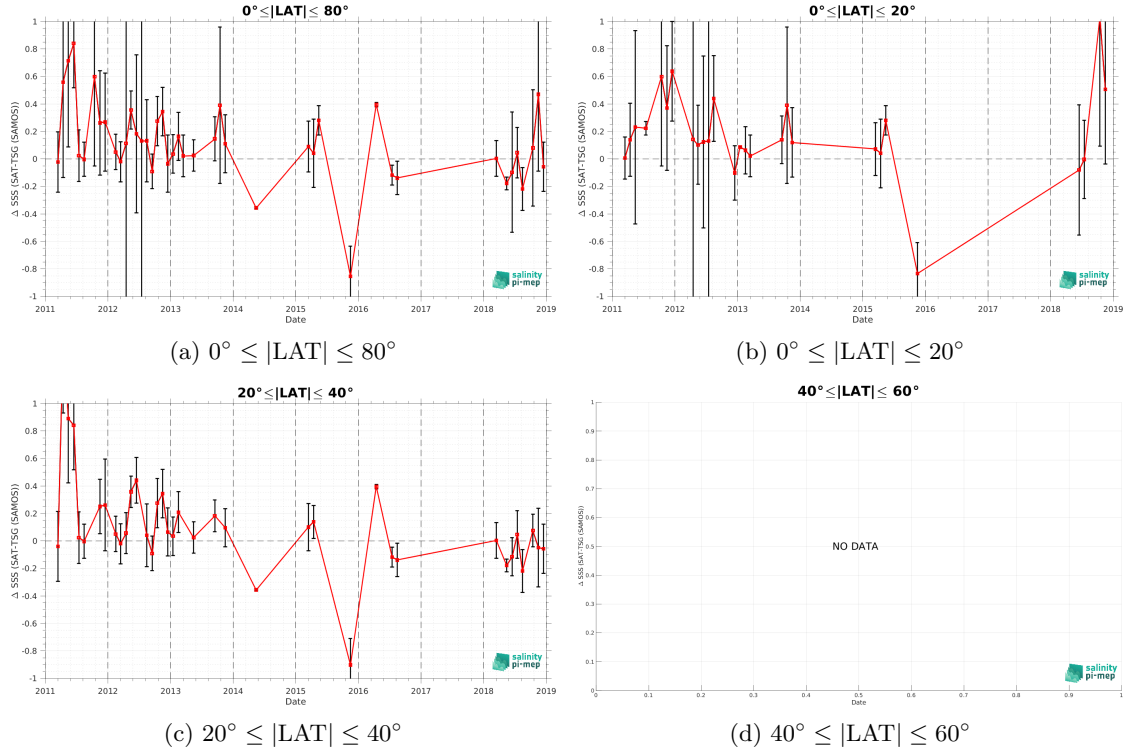 0°≤|LAT|≤ 80°
Δ SSS (SAT-TSG (SAMOS))
1
0.8
0.6
0.4
0.2
0
-0.2
-0.4
-0.6
-0.8
-1
2011 2012 2013 2014 2015 2016 2017 2018 2019
Date
salinity
pi-mep
(a) 0° ≤ |LAT| ≤ 80°
0°≤|LAT|≤ 20°
Δ SSS (SAT-TSG (SAMOS))
1
0.8
0.6
0.4
0.2
0
-0.2
-0.4
-0.6
-0.8
-1
2011 2012 2013 2014 2015 2016 2017 2018 2019
Date
salinity
pi-mep
(b) 0° ≤ |LAT| ≤ 20°
20°≤|LAT|≤ 40°
Δ SSS (SAT-TSG (SAMOS))
1
0.8
0.6
0.4
0.2
0
-0.2
-0.4
-0.6
-0.8
-1
2011 2012 2013 2014 2015 2016 2017 2018 2019
Date
salinity
pi-mep
(c) 20° ≤ |LAT| ≤ 40°
40°≤|LAT|≤ 60°
Δ SSS (SAT-TSG (SAMOS))
1
0.9
0.8
0.7
0.6
0.5
0.4
0.3
0.2
0.1
0
NO DATA
0 0.1 0.2 0.3 0.4 0.5 0.6 0.7 0.8 0.9 1
Date
salinity
pi-mep
(d) 40° ≤ |LAT| ≤ 60°